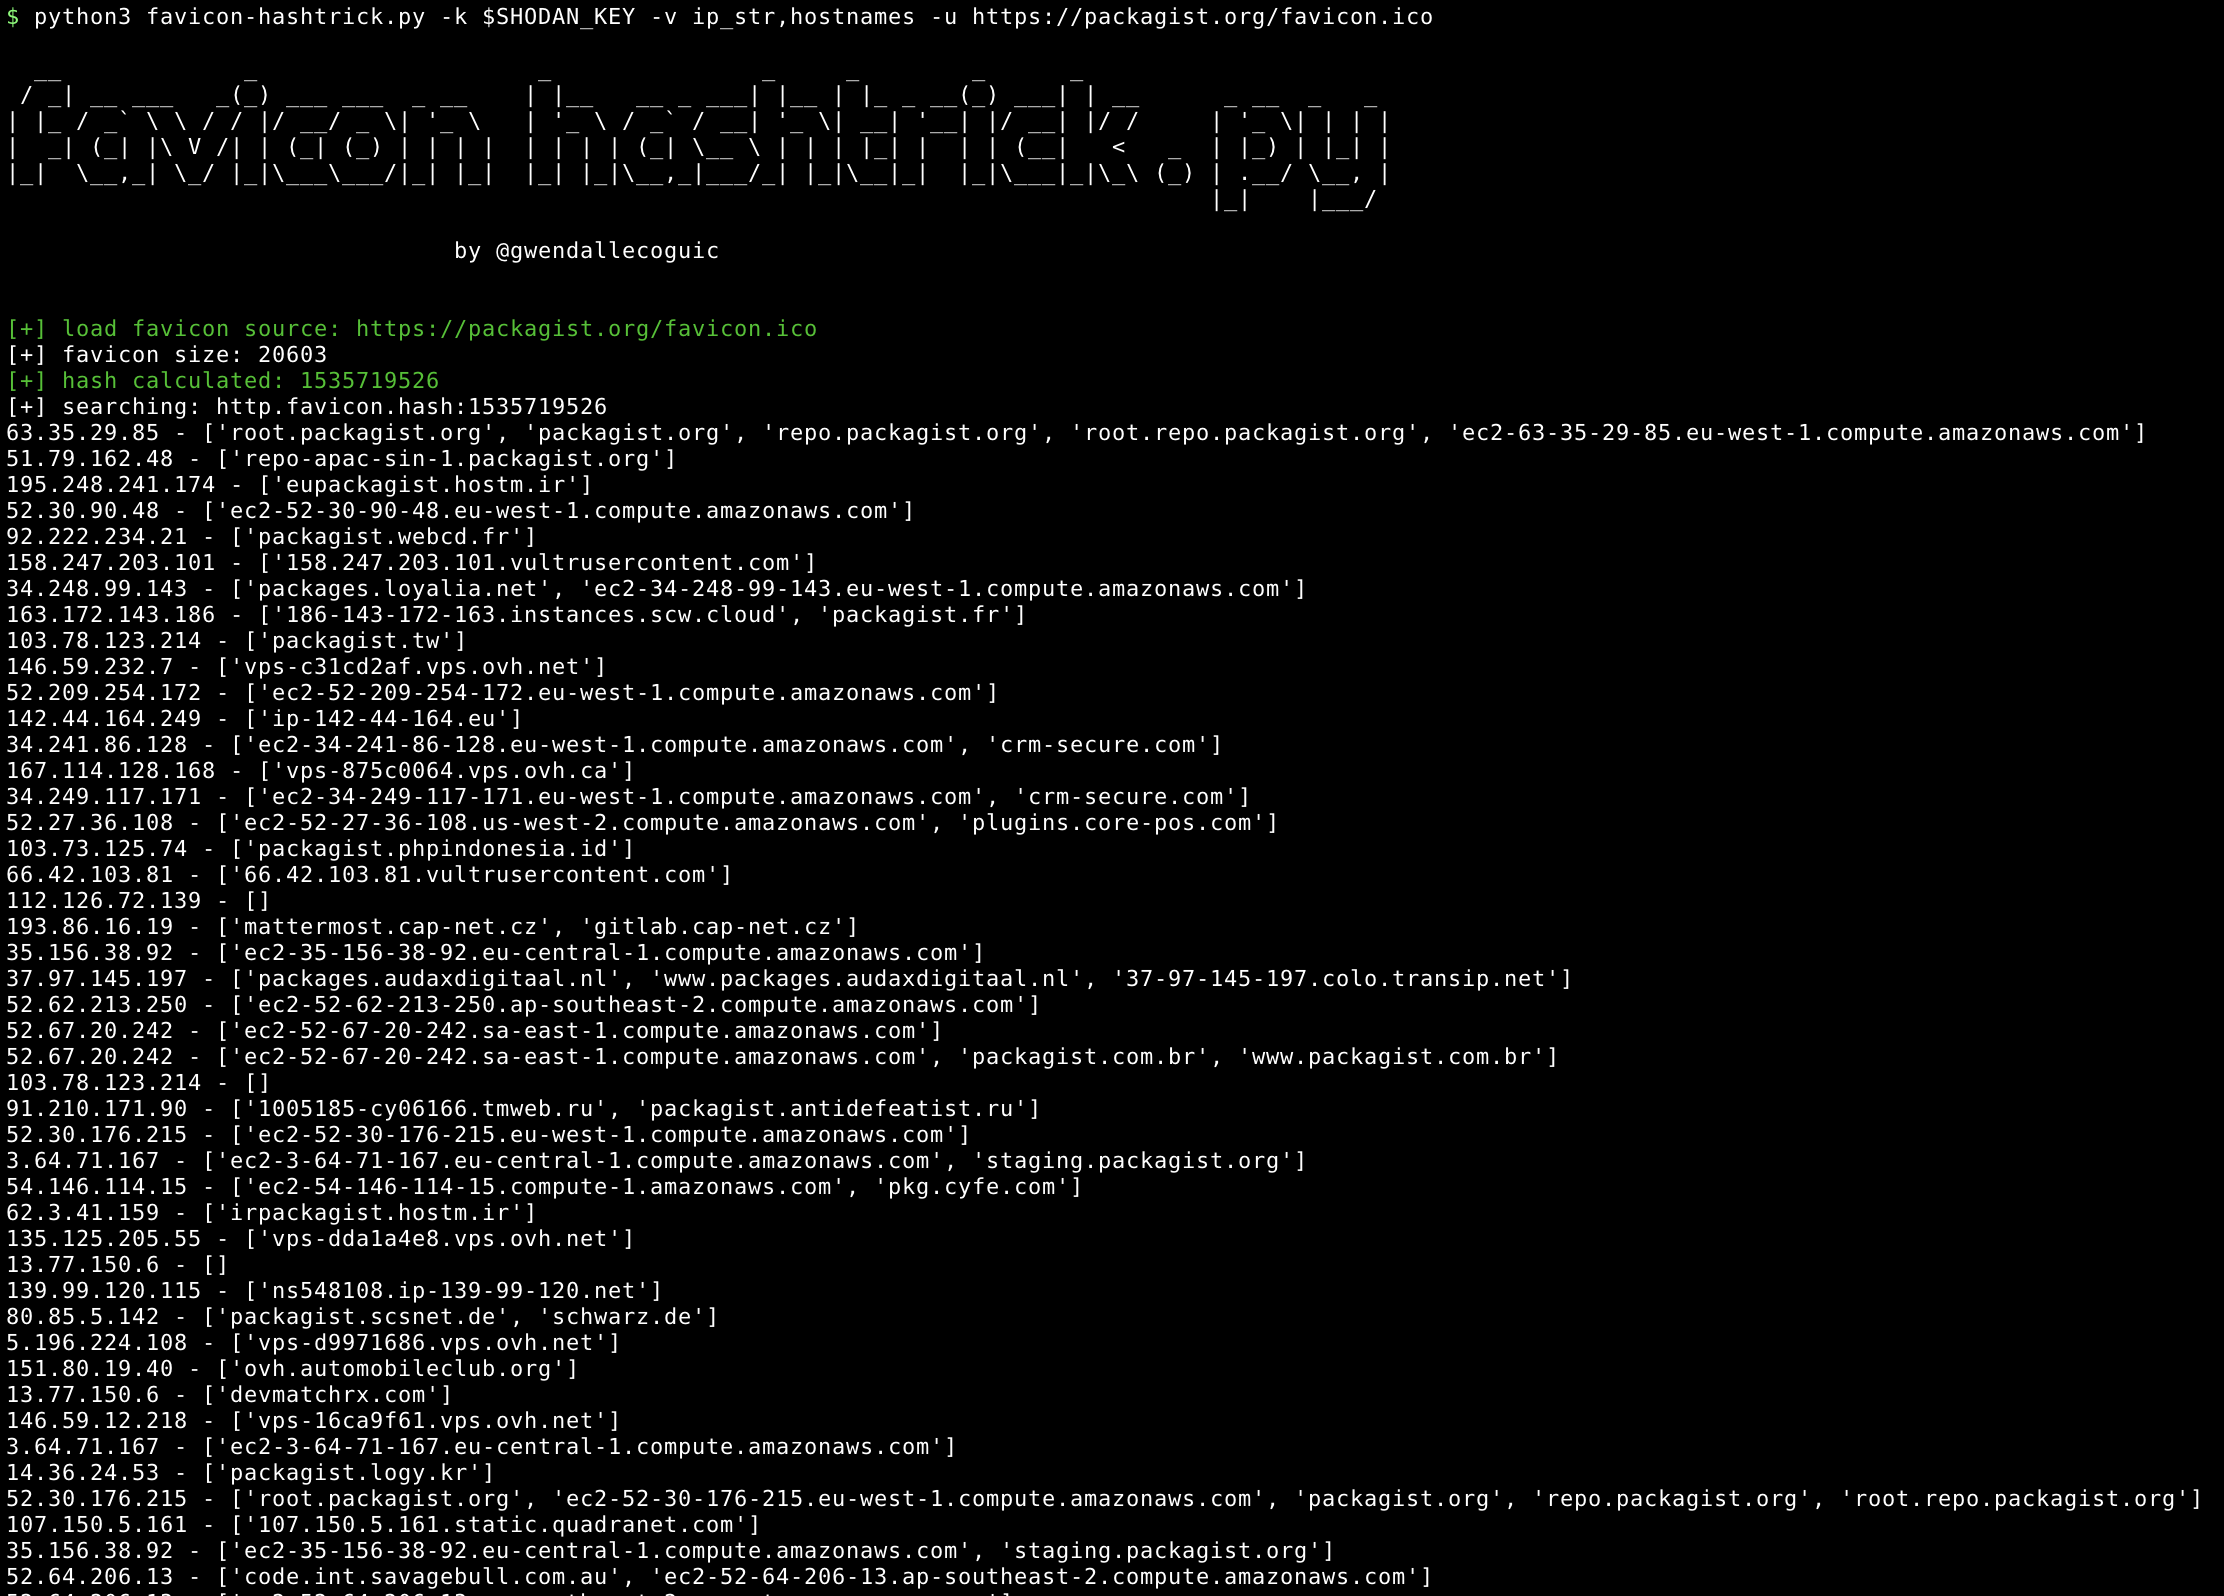 $ python3 favicon-hashtrick.py -k $SHODAN_KEY -v ip_str,hostnames -u https://packagist.org/favicon.ico
favicon hashtrick.py
by @gwendallecoguic
[+] load favicon source: https://packagist.org/favicon.ico
[+] favicon size: 20603
[+] hash calculated: 1535719526
[+] searching: http.favicon.hash:1535719526
63.35.29.85 - ['root.packagist.org', 'packagist.org', 'repo.packagist.org', 'root.repo.packagist.org', 'ec2-63-35-29-85.eu-west-1.compute.amazonaws.com']
51.79.162.48 - ['repo-apac-sin-1.packagist.org']
195.248.241.174 - ['eupackagist.hostm.ir']
52.30.90.48 - ['ec2-52-30-90-48.eu-west-1.compute.amazonaws.com']
92.222.234.21 - ['packagist.webcd.fr']
158.247.203.101 - ['158.247.203.101.vultrusercontent.com']
34.248.99.143 - ['packages.loyalia.net', 'ec2-34-248-99-143.eu-west-1.compute.amazonaws.com']
163.172.143.186 - ['186-143-172-163.instances.scw.cloud', 'packagist.fr']
103.78.123.214 - ['packagist.tw']
146.59.232.7 - ['vps-c31cd2af.vps.ovh.net']
52.209.254.172 - ['ec2-52-209-254-172.eu-west-1.compute.amazonaws.com']
142.44.164.249 - ['ip-142-44-164.eu']
34.241.86.128 - ['ec2-34-241-86-128.eu-west-1.compute.amazonaws.com', 'crm-secure.com']
167.114.128.168 - ['vps-875c0064.vps.ovh.ca']
34.249.117.171 - ['ec2-34-249-117-171.eu-west-1.compute.amazonaws.com', 'crm-secure.com']
52.27.36.108 - ['ec2-52-27-36-108.us-west-2.compute.amazonaws.com', 'plugins.core-pos.com']
103.73.125.74 - ['packagist.phpindonesia.id']
66.42.103.81 - ['66.42.103.81.vultrusercontent.com']
112.126.72.139 - []
193.86.16.19 - ['mattermost.cap-net.cz', 'gitlab.cap-net.cz']
35.156.38.92 - ['ec2-35-156-38-92.eu-central-1.compute.amazonaws.com']
37.97.145.197 - ['packages.audaxdigitaal.nl', 'www.packages.audaxdigitaal.nl', '37-97-145-197.colo.transip.net']
52.62.213.250 - ['ec2-52-62-213-250.ap-southeast-2.compute.amazonaws.com']
52.67.20.242 - ['ec2-52-67-20-242.sa-east-1.compute.amazonaws.com']
52.67.20.242 - ['ec2-52-67-20-242.sa-east-1.compute.amazonaws.com', 'packagist.com.br', 'www.packagist.com.br']
103.78.123.214 - []
91.210.171.90 - ['1005185-cy06166.tmweb.ru', 'packagist.antidefeatist.ru']
52.30.176.215 - ['ec2-52-30-176-215.eu-west-1.compute.amazonaws.com']
3.64.71.167 - ['ec2-3-64-71-167.eu-central-1.compute.amazonaws.com', 'staging.packagist.org']
54.146.114.15 - ['ec2-54-146-114-15.compute-1.amazonaws.com', 'pkg.cyfe.com']
62.3.41.159 - ['irpackagist.hostm.ir']
135.125.205.55 - ['vps-dda1a4e8.vps.ovh.net']
13.77.150.6 - []
139.99.120.115 - ['ns548108.ip-139-99-120.net']
80.85.5.142 - ['packagist.scsnet.de', 'schwarz.de']
5.196.224.108 - ['vps-d9971686.vps.ovh.net']
151.80.19.40 - ['ovh.automobileclub.org']
13.77.150.6 - ['devmatchrx.com']
146.59.12.218 - ['vps-16ca9f61.vps.ovh.net']
3.64.71.167 - ['ec2-3-64-71-167.eu-central-1.compute.amazonaws.com']
14.36.24.53 - ['packagist.logy.kr']
52.30.176.215 - ['root.packagist.org', 'ec2-52-30-176-215.eu-west-1.compute.amazonaws.com', 'packagist.org', 'repo.packagist.org', 'root.repo.packagist.org']
107.150.5.161 - ['107.150.5.161.static.quadranet.com']
35.156.38.92 - ['ec2-35-156-38-92.eu-central-1.compute.amazonaws.com', 'staging.packagist.org']
52.64.206.13 - ['code.int.savagebull.com.au', 'ec2-52-64-206-13.ap-southeast-2.compute.amazonaws.com']